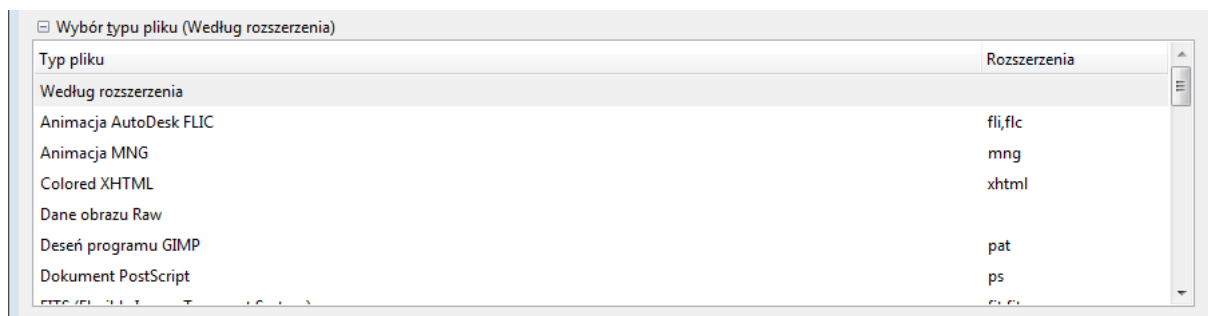 Wybór typu pliku (Według rozszerzenia)
Typ pliku Rozszerzenia
Według rozszerzenia
Animacja AutoDesk FLIC fli,flc
Animacja MNG mng
Colored XHTML xhtml
Dane obrazu Raw
Deseń programu GIMP pat
Dokument PostScript ps